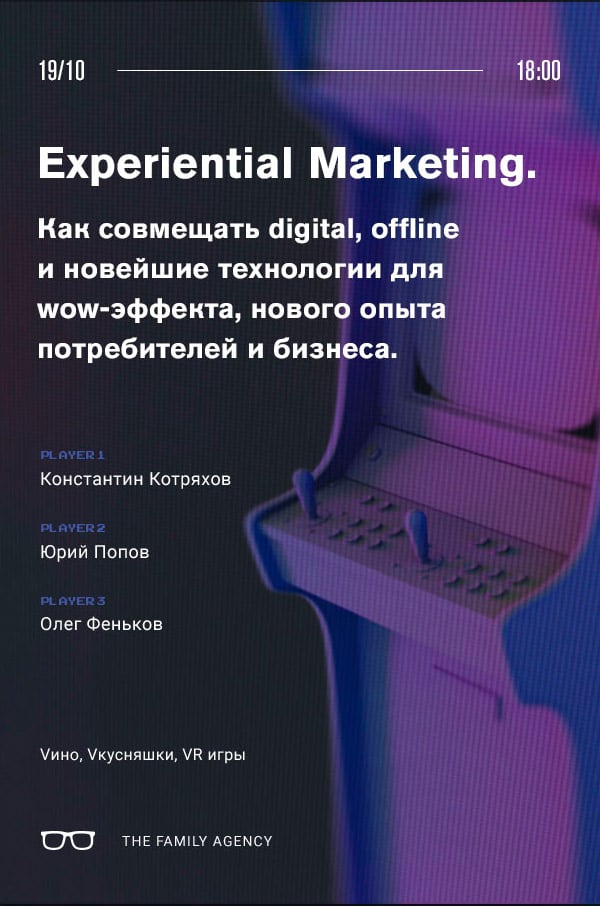 19/10
18:00
Experiential Marketing.
Как совмещать digital, offline
и новейшие технологии для
wow-эффекта, нового опыта
потребителей и бизнеса.
PLAYER 1
Константин Котряхов
PLAYER 2
Юрий Попов
PLAYER 3
Олег Феньков
Vино, Vкусняшки, VR игры
THE FAMILY AGENCY